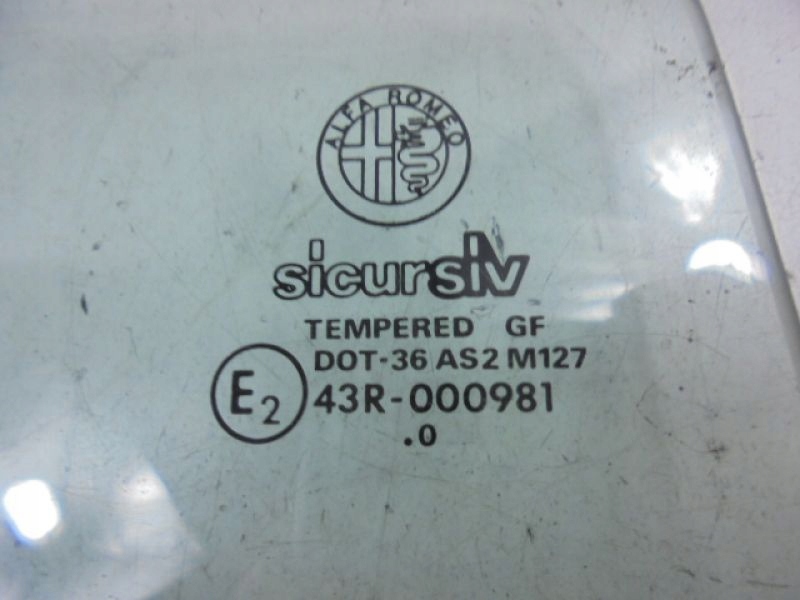 ALFA ROMEO
sicursiv
TEMPERED GF
DOT-36 AS2 M127
E2 43R-000981
.0